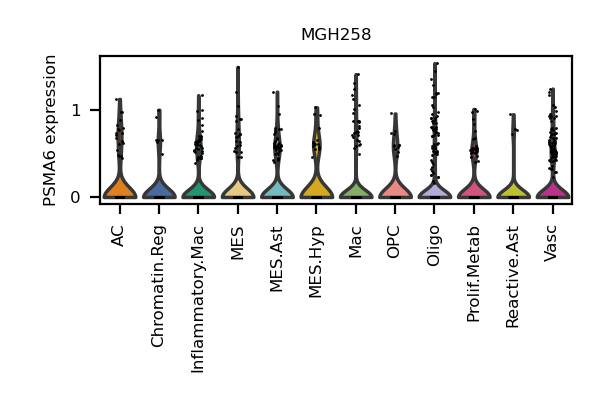 MGH258
PSMA6 expression
1
0
AC
Chromatin.Reg
Inflammatory.Mac
MES
MES.Ast
MES.Hyp
Mac
OPC
Oligo
Prolif.Metab
Reactive.Ast
Vasc